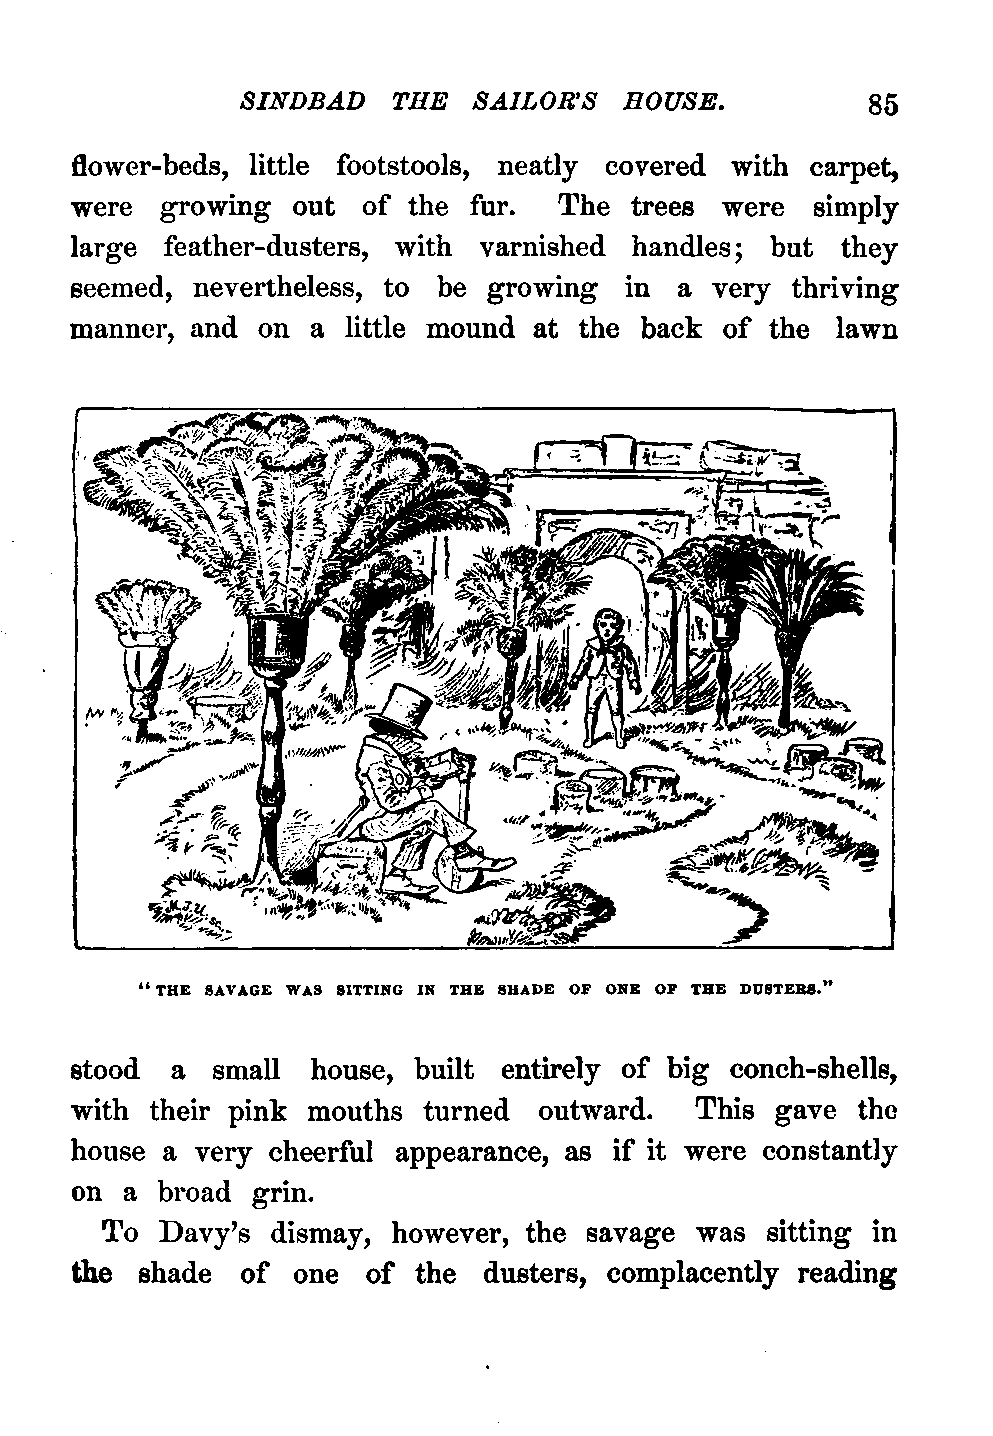 SINDBAD THE SAILOR'S HOUSE. 85
flower-beds, little footstools, neatly covered with carpet,
were growing out of the fur. The trees were simply
large feather-dusters, with varnished handles; but they
seemed, nevertheless, to be growing in a very thriving
manner, and on a little mound at the back of the lawn
M.J.U. sc.
"THE SAVAGE WAS SITTING IN THE SHADE OF ONE OF THE DUSTERS."
stood a small house, built entirely of big conch-shells,
with their pink mouths turned outward. This gave the
house a very cheerful appearance, as if it were constantly
on a broad grin.
To Davy's dismay, however, the savage was sitting in
the shade of one of the dusters, complacently reading